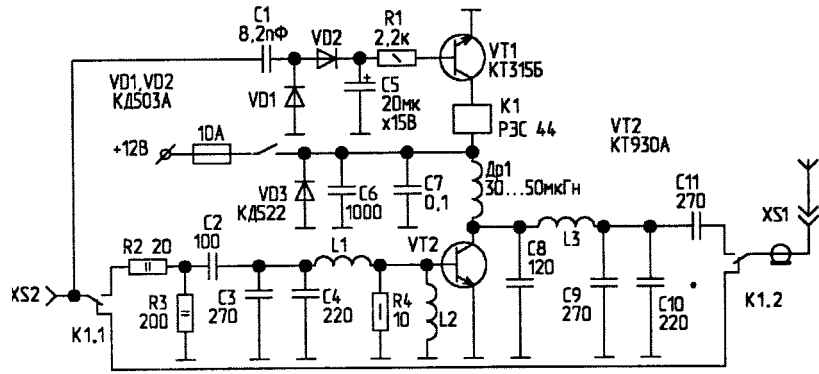 C1
8,2пФ
VD2
R1
2,2к
VT1
КТ315Б
VD1,VD2
КД503А
VD1
C5
20мк
х15В
K1
РЭС 44
VT2
КТ930А
+12В
10А
VD3
КД522
C6
1000
C7
0,1
Др1
30...50мкГн
C11
270
XS1
R2 20
C2
100
L1
VT2
C8
120
L3
XS2
R3
200
C3
270
C4
220
R4
10
L2
C9
270
C10
220
K1.1
K1.2